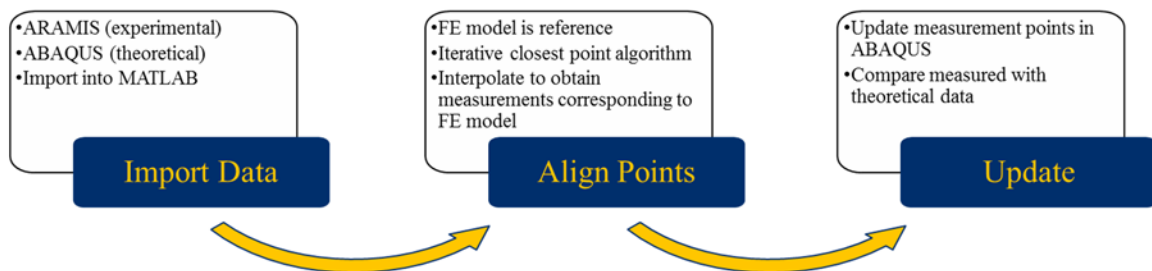 •ARAMIS (experimental)
•ABAQUS (theoretical)
•Import into MATLAB
Import Data
•FE model is reference
•Iterative closest point algorithm
•Interpolate to obtain
measurements corresponding to
FE model
Align Points
•Update measurement points in
ABAQUS
•Compare measured with
theoretical data
Update